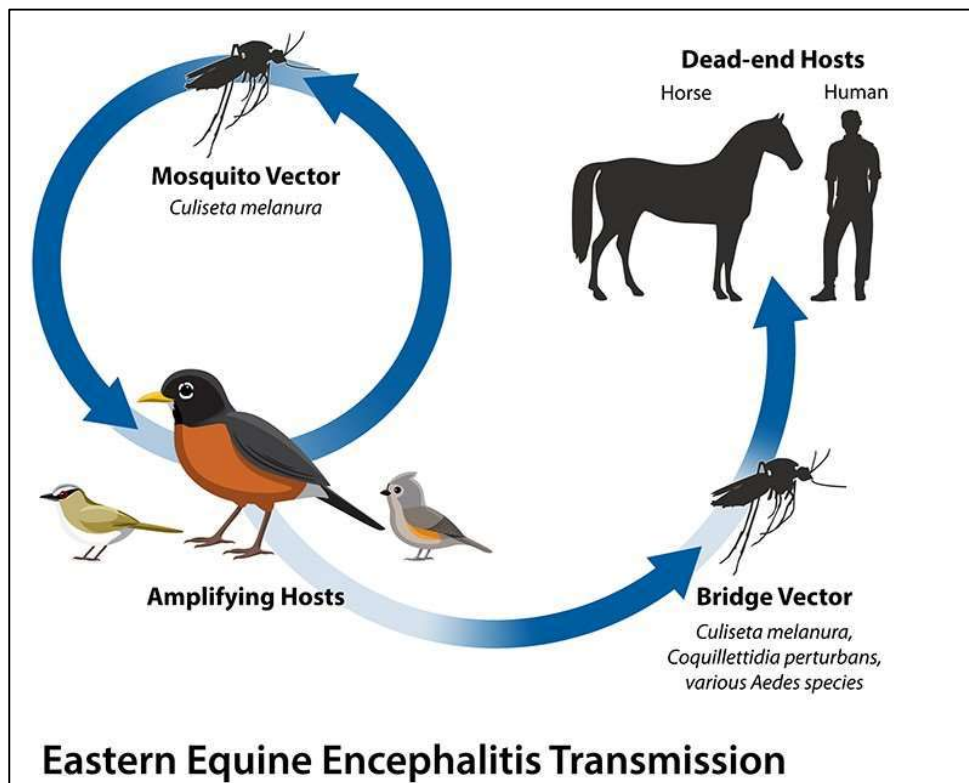 Mosquito Vector
Culiseta melanura
Dead-end Hosts
Horse
Human
Amplifying Hosts
Bridge Vector
Culiseta melanura,
Coquillettidia perturbans,
various Aedes species
Eastern Equine Encephalitis Transmission